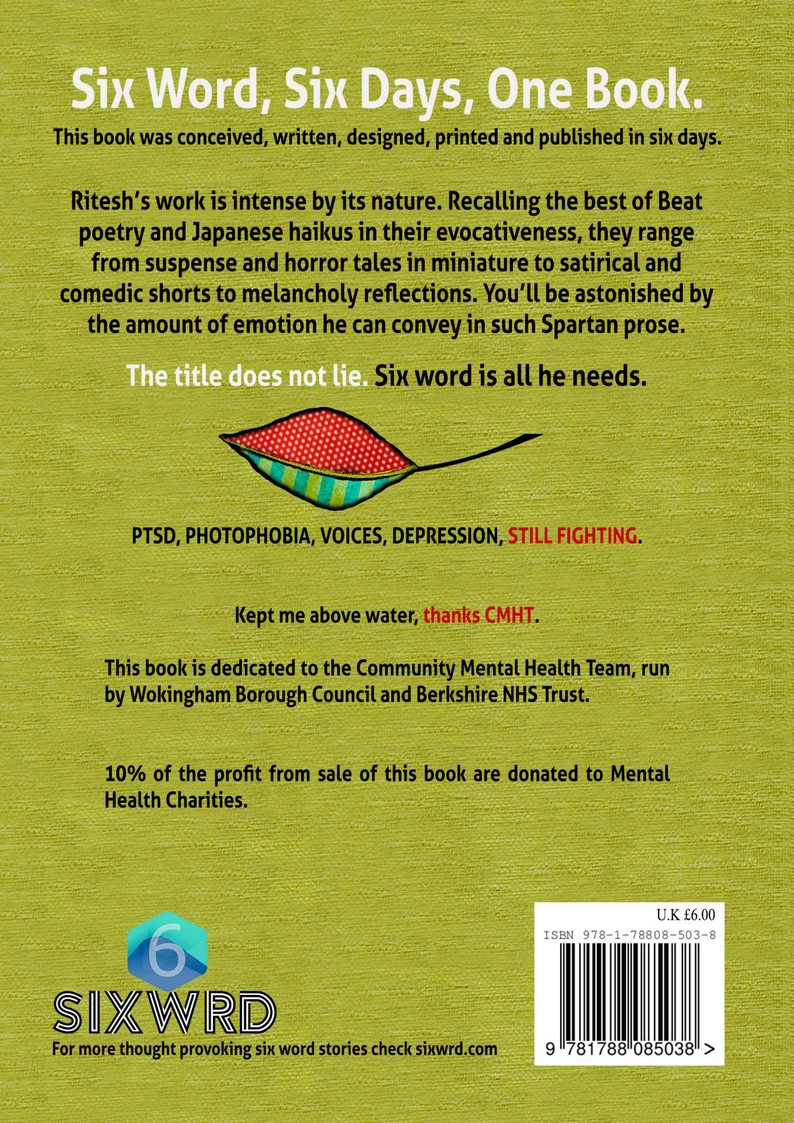 Six Word, Six Days, One Book.
This book was conceived, written, designed, printed and published in six days.
Ritesh's work is intense by its nature. Recalling the best of Beat
poetry and Japanese haikus in their evocativeness, they range
from suspense and horror tales in miniature to satirical and
comedic shorts to melancholy reflections. You'll be astonished by
the amount of emotion he can convey in such Spartan prose.
The title does not lie. Six word is all he needs.
PTSD, PHOTOPHOBIA, VOICES, DEPRESSION, STILL FIGHTING.
Kept me above water, thanks CMHT.
This book is dedicated to the Community Mental Health Team, run
by Wokingham Borough Council and Berkshire NHS Trust.
10% of the profit from sale of this book are donated to Mental
Health Charities.
6
SIXWRD
For more thought provoking six word stories check sixwrd.com
U.K £6.00
ISBN 978-1-78808-503-8
9 781788 085038 >